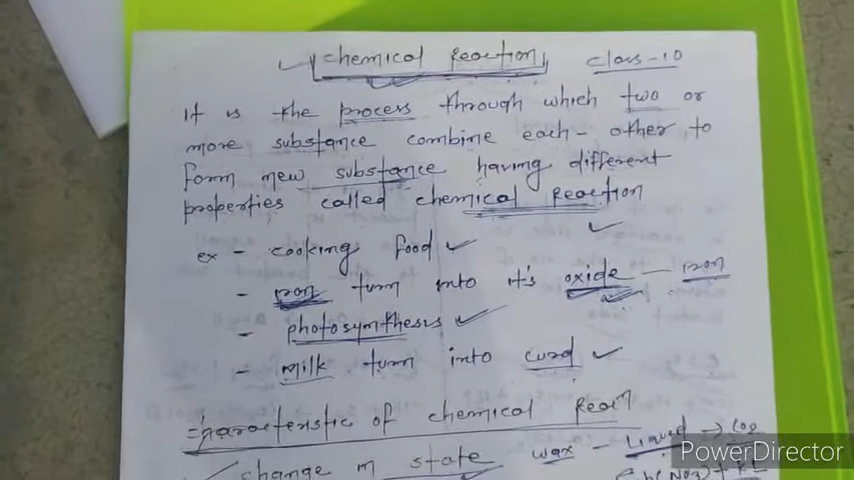 Chemical Reaction class-10
It is the process through which two or
more substance combine each-other to
form new substance having different
properties called chemical Reaction
ex - cooking food
- iron turn into it's oxide - iron
- photosynthesis
- Milk turn into curd
characteristic of chemical Reacn
change in state wax - Liquid →
PowerDirector